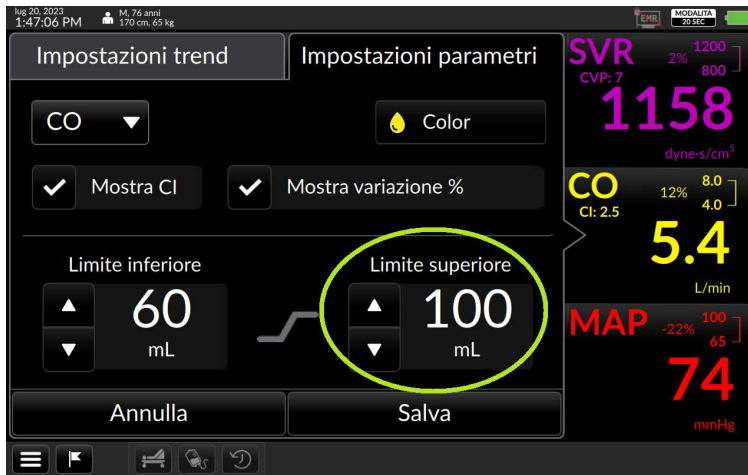 lug 20, 2023
1:47:06 PM
M, 76 anni
170 cm, 65 kg
EMR
MODALITÀ
20 SEC
Impostazioni trend
Impostazioni parametri
CO
Color
Mostra CI
Mostra variazione %
Limite inferiore
60
mL
Limite superiore
100
mL
Annulla
Salva
SVR
CVP: 7
2%
1200
800
1158
dyne-s/cm⁵
CO
CI: 2.5
12%
8.0
4.0
5.4
L/min
MAP
-22%
100
65
74
mmHg